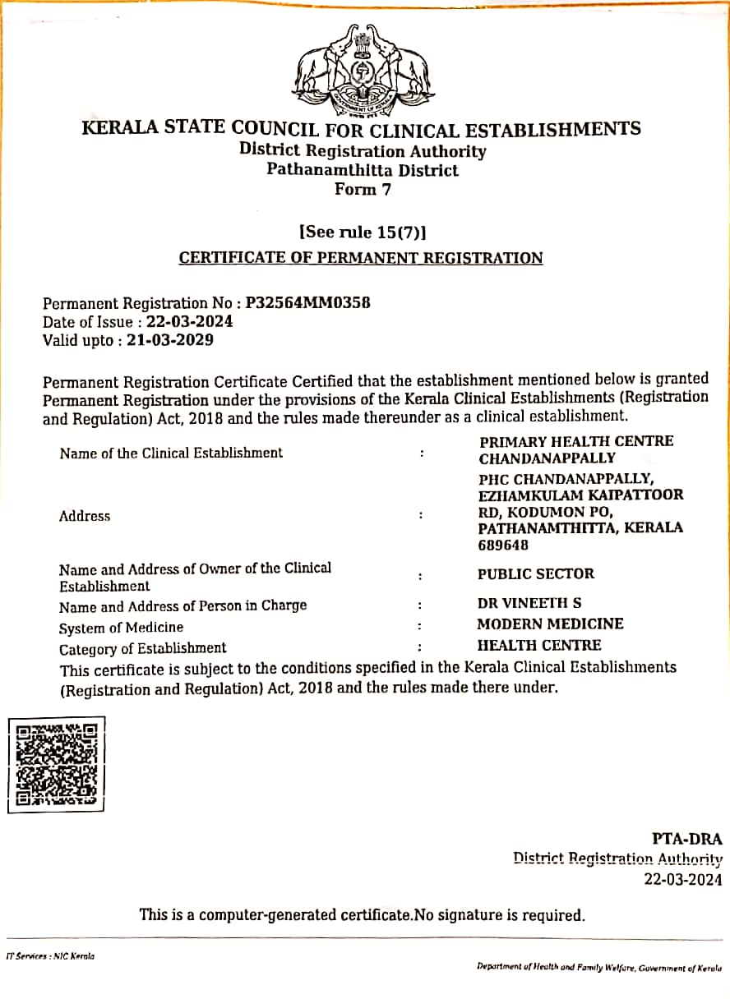 GOVERNMENT OF KERALA
KERALA STATE COUNCIL FOR CLINICAL ESTABLISHMENTS
District Registration Authority
Pathanamthitta District
Form 7
[See rule 15(7)]
CERTIFICATE OF PERMANENT REGISTRATION
Permanent Registration No : P32564MM0358
Date of Issue : 22-03-2024
Valid upto : 21-03-2029
Permanent Registration Certificate Certified that the establishment mentioned below is granted
Permanent Registration under the provisions of the Kerala Clinical Establishments (Registration
and Regulation) Act, 2018 and the rules made thereunder as a clinical establishment.
Name of the Clinical Establishment : PRIMARY HEALTH CENTRE
CHANDANAPPALLY
Address : PHC CHANDANAPPALLY,
EZHAMKULAM KAIPATTOOR
RD, KODUMON PO,
PATHANAMTHITTA, KERALA
689648
Name and Address of Owner of the Clinical
Establishment : PUBLIC SECTOR
Name and Address of Person in Charge : DR VINEETH S
System of Medicine : MODERN MEDICINE
Category of Establishment : HEALTH CENTRE
This certificate is subject to the conditions specified in the Kerala Clinical Establishments
(Registration and Regulation) Act, 2018 and the rules made there under.
PTA-DRA
District Registration Authority
22-03-2024
This is a computer-generated certificate.No signature is required.
IT Services : NIC Kerala
Department of Health and Family Welfare, Government of Kerala